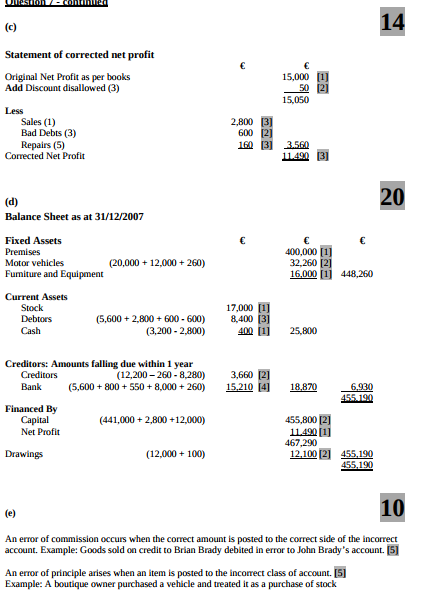 Question 7 - continued
14
(c)
Statement of corrected net profit
€ €
Original Net Profit as per books 15,000 [1]
Add Discount disallowed (3) 50 [2]
15,050
Less
Sales (1) 2,800 [3]
Bad Debts (3) 600 [2]
Repairs (5) 160 [3] 3,560
Corrected Net Profit 11,490 [3]
20
(d)
Balance Sheet as at 31/12/2007
Fixed Assets € € €
Premises 400,000 [1]
Motor vehicles (20,000 + 12,000 + 260) 32,260 [2]
Furniture and Equipment 16,000 [1] 448,260
Current Assets
Stock 17,000 [1]
Debtors (5,600 + 2,800 + 600 - 600) 8,400 [3]
Cash (3,200 - 2,800) 400 [1] 25,800
Creditors: Amounts falling due within 1 year
Creditors (12,200 – 260 - 8,280) 3,660 [2]
Bank (5,600 + 800 + 550 + 8,000 + 260) 15,210 [4] 18,870 6,930
455,190
Financed By
Capital (441,000 + 2,800 +12,000) 455,800 [2]
Net Profit 11,490 [1]
467,290
Drawings (12,000 + 100) 12,100 [2] 455,190
455,190
10
(e)
An error of commission occurs when the correct amount is posted to the correct side of the incorrect
account. Example: Goods sold on credit to Brian Brady debited in error to John Brady's account. [5]
An error of principle arises when an item is posted to the incorrect class of account. [5]
Example: A boutique owner purchased a vehicle and treated it as a purchase of stock